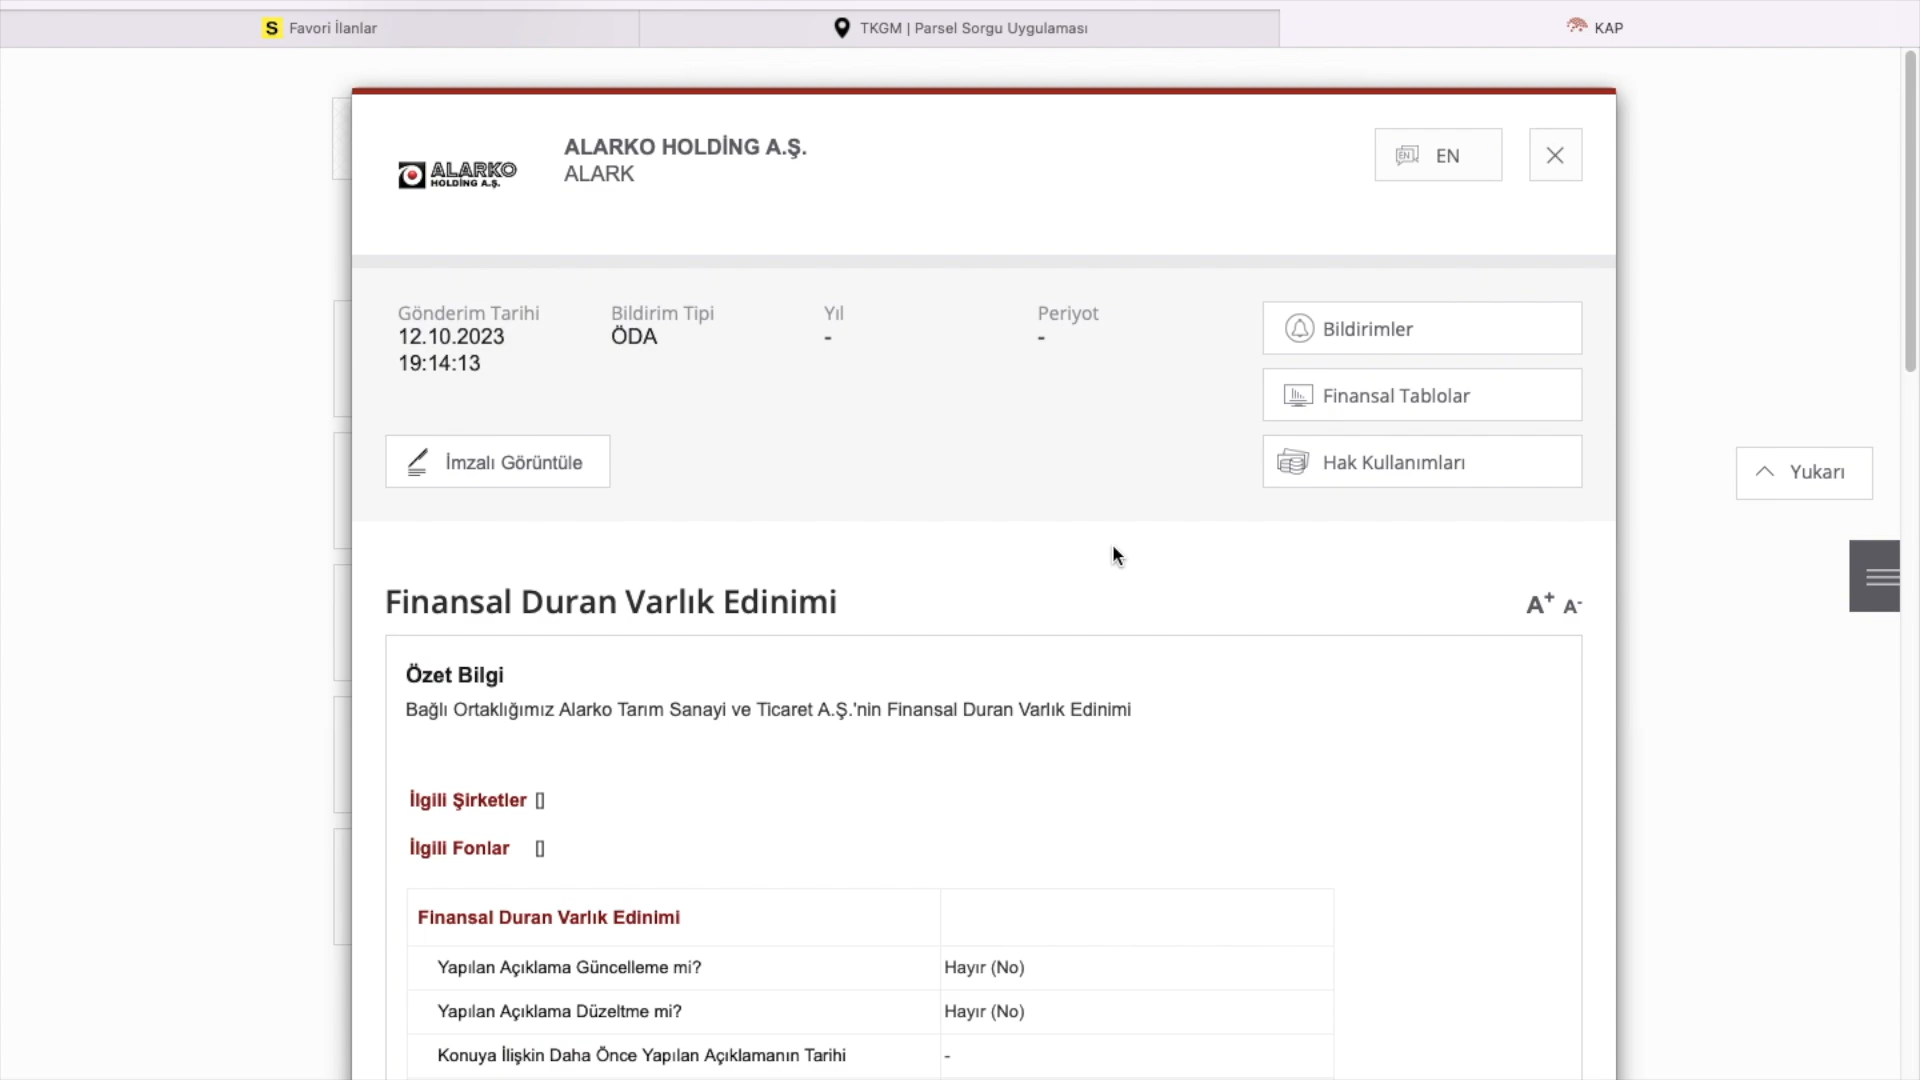 S Favori İlanlar
TKGM | Parsel Sorgu Uygulaması
KAP
ALARKO
HOLDİNG A.Ş.
ALARKO HOLDİNG A.Ş.
ALARK
EN EN
Gönderim Tarihi
12.10.2023
19:14:13
Bildirim Tipi
ÖDA
Yıl
-
Periyot
-
Bildirimler
Finansal Tablolar
Hak Kullanımları
İmzalı Görüntüle
Yukarı
Finansal Duran Varlık Edinimi
A+ A-
Özet Bilgi
Bağlı Ortaklığımız Alarko Tarım Sanayi ve Ticaret A.Ş.'nin Finansal Duran Varlık Edinimi
İlgili Şirketler []
İlgili Fonlar []
Finansal Duran Varlık Edinimi
Yapılan Açıklama Güncelleme mi? Hayır (No)
Yapılan Açıklama Düzeltme mi? Hayır (No)
Konuya İlişkin Daha Önce Yapılan Açıklamanın Tarihi -